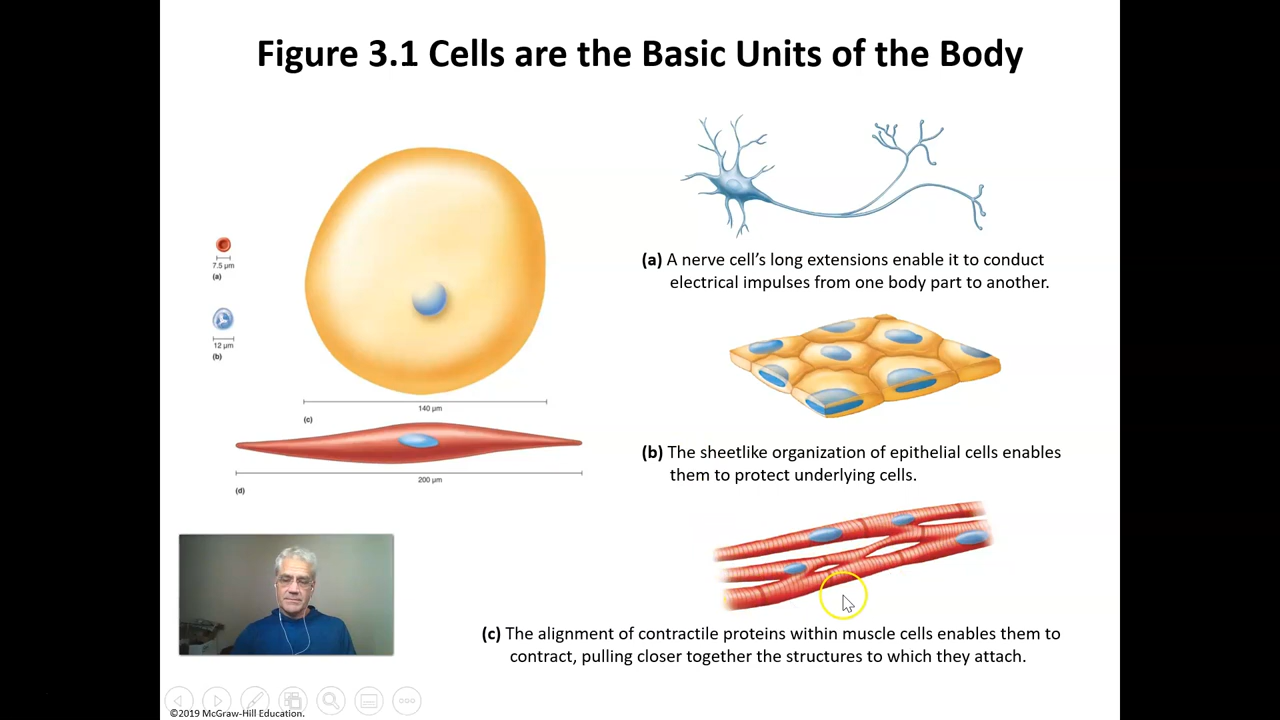 Figure 3.1 Cells are the Basic Units of the Body
7.5 µm
(a)
12 µm
(b)
140 µm
(c)
200 µm
(d)
(a) A nerve cell’s long extensions enable it to conduct
electrical impulses from one body part to another.
(b) The sheetlike organization of epithelial cells enables
them to protect underlying cells.
(c) The alignment of contractile proteins within muscle cells enables them to
contract, pulling closer together the structures to which they attach.
©2019 McGraw-Hill Education.